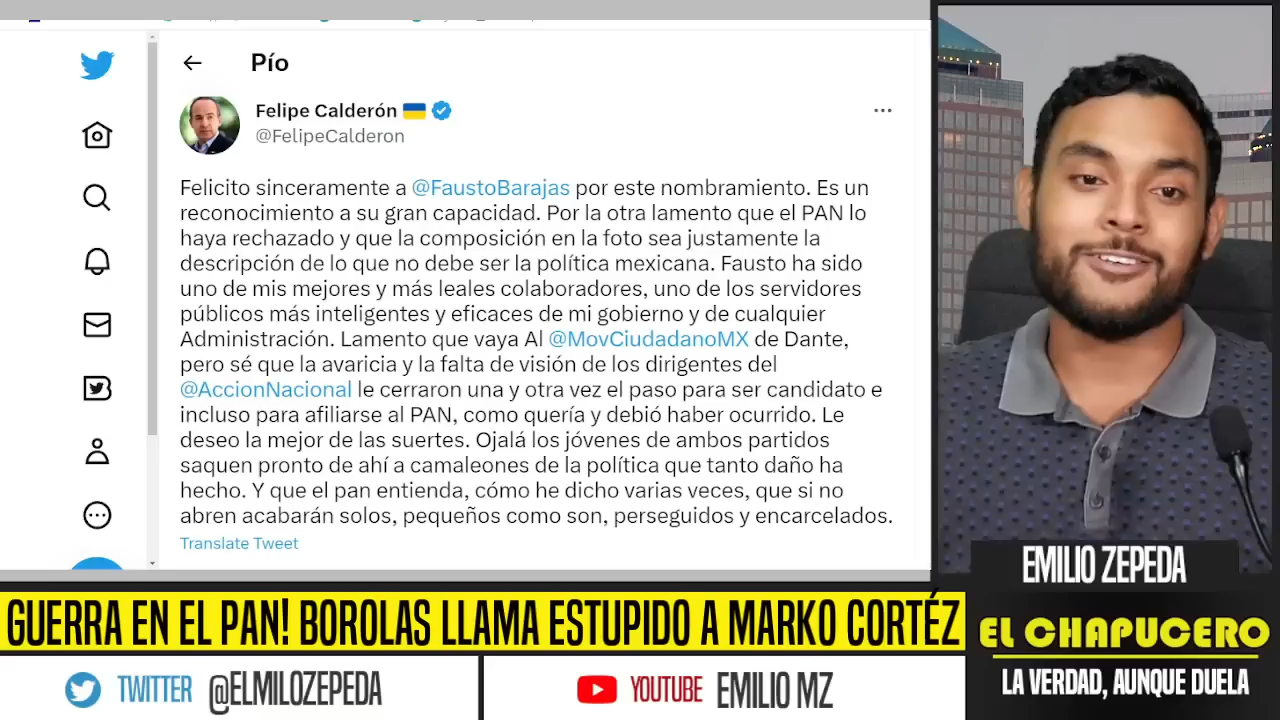 Pío
Felipe Calderón
@FelipeCalderon
Felicito sinceramente a @FaustoBarajas por este nombramiento. Es un
reconocimiento a su gran capacidad. Por la otra lamento que el PAN lo
haya rechazado y que la composición en la foto sea justamente la
descripción de lo que no debe ser la política mexicana. Fausto ha sido
uno de mis mejores y más leales colaboradores, uno de los servidores
públicos más inteligentes y eficaces de mi gobierno y de cualquier
Administración. Lamento que vaya Al @MovCiudadanoMX de Dante,
pero sé que la avaricia y la falta de visión de los dirigentes del
@AccionNacional le cerraron una y otra vez el paso para ser candidato e
incluso para afiliarse al PAN, como quería y debió haber ocurrido. Le
deseo la mejor de las suertes. Ojalá los jóvenes de ambos partidos
saquen pronto de ahí a camaleones de la política que tanto daño ha
hecho. Y que el pan entienda, cómo he dicho varias veces, que si no
abren acabarán solos, pequeños como son, perseguidos y encarcelados.
Translate Tweet
EMILIO ZEPEDA
GUERRA EN EL PAN! BOROLAS LLAMA ESTUPIDO A MARKO CORTÉZ
EL CHAPUCERO
LA VERDAD, AUNQUE DUELA
TWITTER @ELMILOZEPEDA
YOUTUBE EMILIO MZ